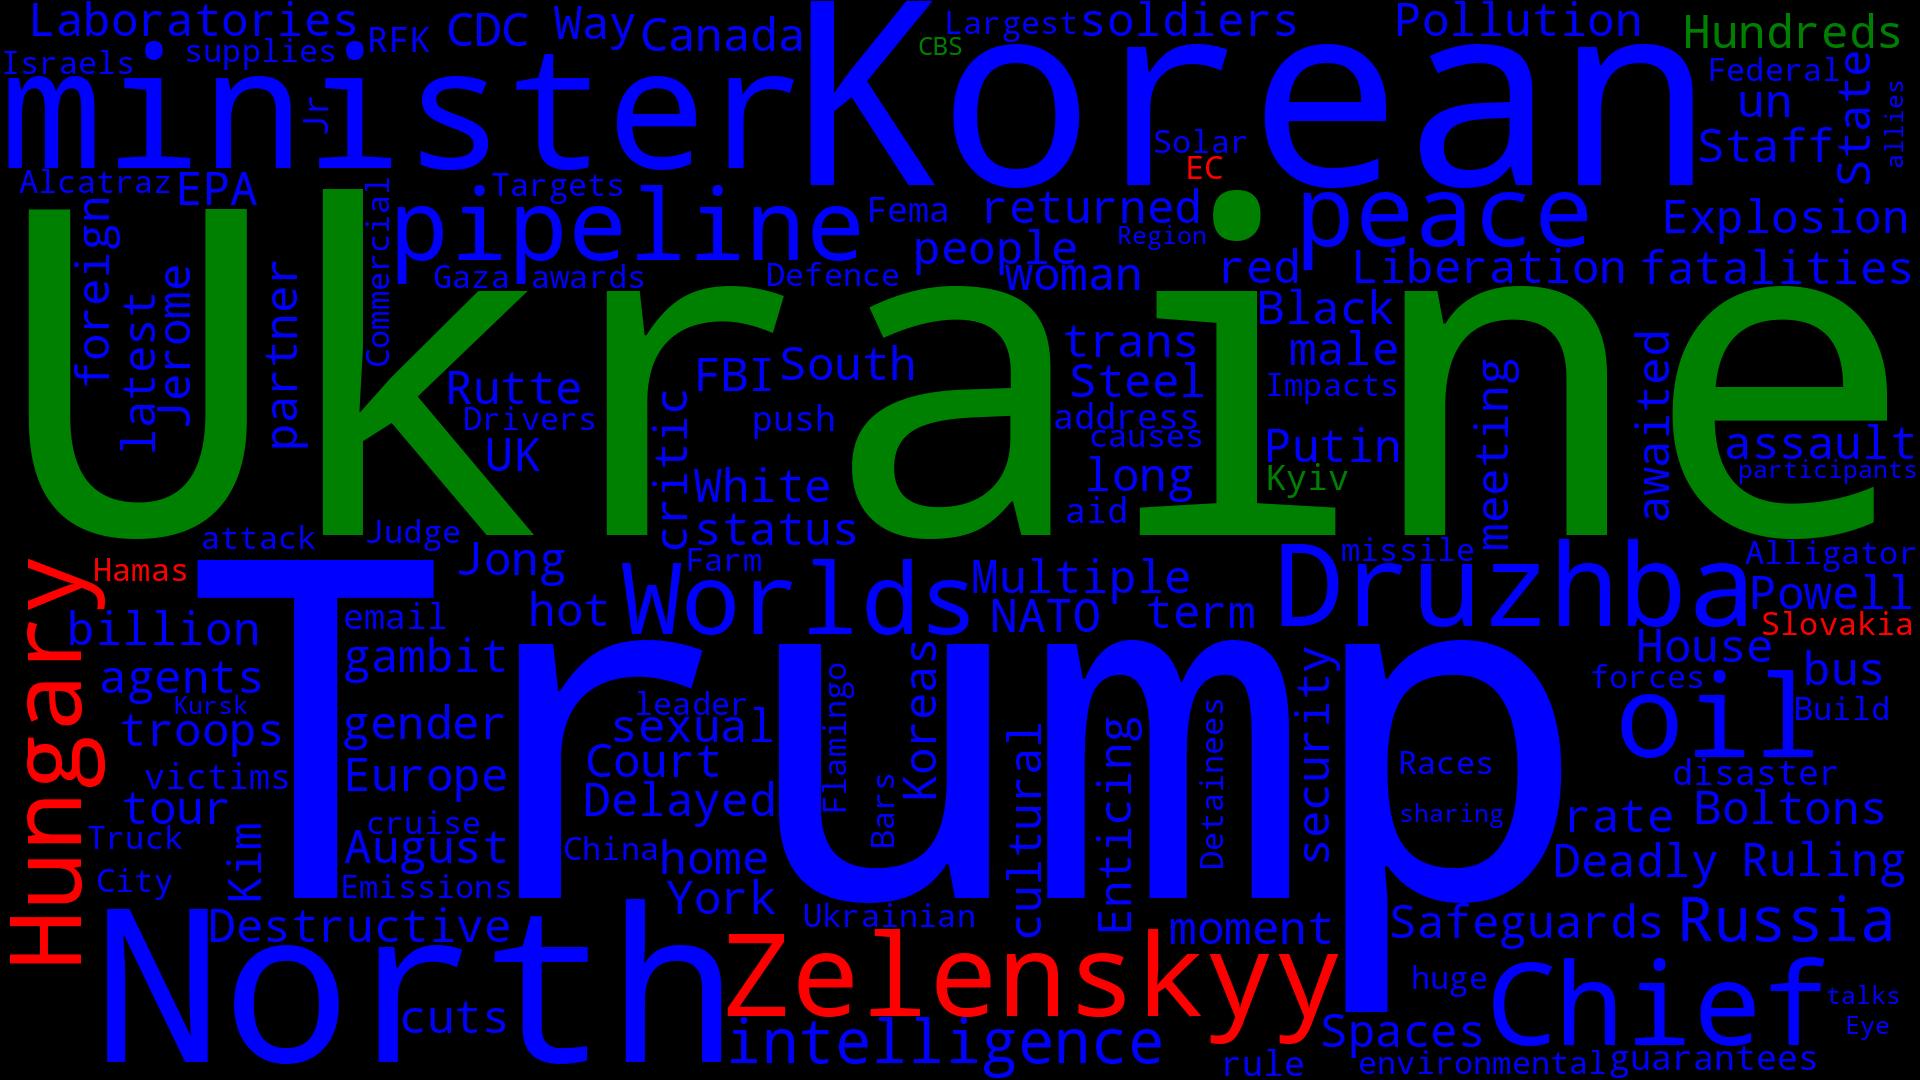 Laboratories
supplies
RFK
CDC
Way
Canada
Korean
CBS
Largest
soldiers
Pollution
Hundreds
Israels
minister
Jr
Federal
un
State
allies
Solar
EC
Staff
Alcatraz
EPA
Commercial
Targets
pipeline
Fema
returned
Region
peace
Explosion
foreign
Gaza
awards
Defence
people
woman
red
Liberation
fatalities
Ukraine
latest
Jerome
partner
Rutte
Drivers
UK
FBI
South
push
critic
White
status
trans
Steel
address
causes
long
aid
Black
male
Impacts
Putin
Kyiv
meeting
awaited
assault
participants
attack
Judge
Jong
Farm
Hamas
Hungary
Trump
email
hot
Worlds
Multiple
NATO
term
missile
Druzhba
Alligator
Powell
Slovakia
billion
gambit
agents
Kursk
troops
gender
leader
sexual
Flamingo
Koreas
security
House
forces
bus
oil
Build
Europe
Court
Delayed
Bars
cultural
Enticing
Detainees
Races
sharing
disaster
victims
tour
Truck
City
Kim
cruise
August
Emissions
China
home
York
rate
Boltons
Deadly
Ruling
North
Destructive
cuts
Ukrainian
Zelenskyy
intelligence
moment
Safeguards
Russia
huge
Chief
talks
Eye
Spaces
rule
environmental
guarantees